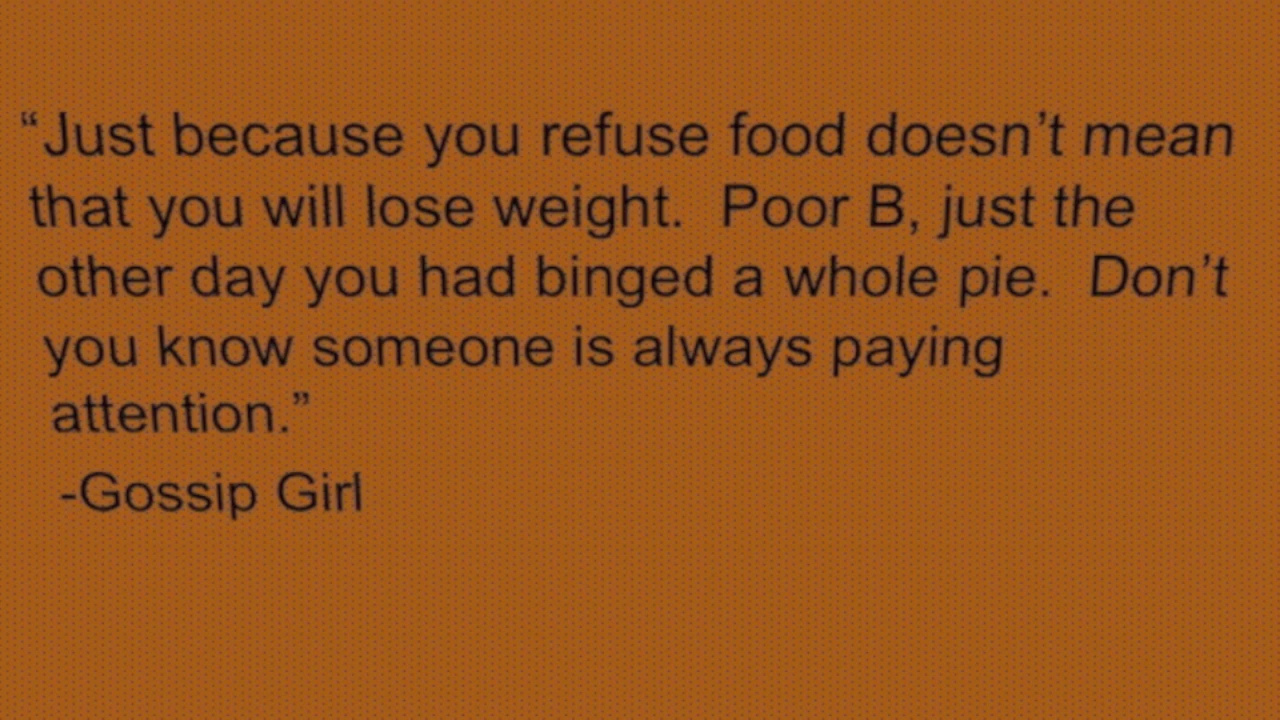 “Just because you refuse food doesn’t mean
that you will lose weight.  Poor B, just the
other day you had binged a whole pie.  Don’t
you know someone is always paying
attention.”
-Gossip Girl